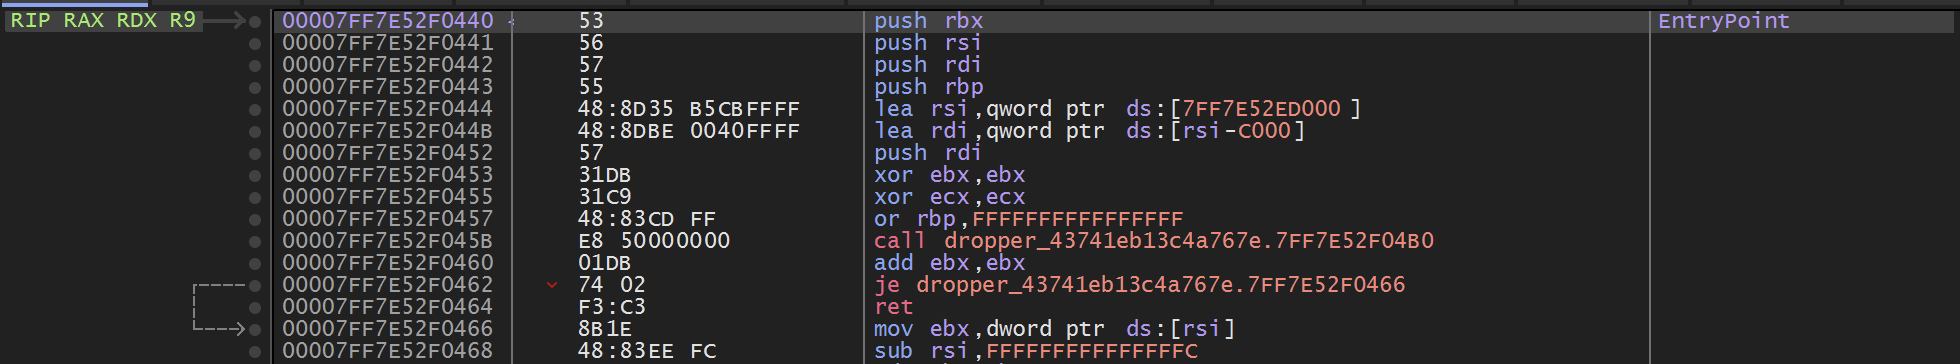 RIP RAX RDX R9 00007FF7E52F0440 53 push rbx EntryPoint
00007FF7E52F0441 56 push rsi
00007FF7E52F0442 57 push rdi
00007FF7E52F0443 55 push rbp
00007FF7E52F0444 48:8D35 B5CBFFFF lea rsi,qword ptr ds:[7FF7E52ED000]
00007FF7E52F044B 48:8DBE 0040FFFF lea rdi,qword ptr ds:[rsi-C000]
00007FF7E52F0452 57 push rdi
00007FF7E52F0453 31DB xor ebx,ebx
00007FF7E52F0455 31C9 xor ecx,ecx
00007FF7E52F0457 48:83CD FF or rbp,FFFFFFFFFFFFFFFF
00007FF7E52F045B E8 50000000 call dropper_43741eb13c4a767e.7FF7E52F04B0
00007FF7E52F0460 01DB add ebx,ebx
00007FF7E52F0462 74 02 je dropper_43741eb13c4a767e.7FF7E52F0466
00007FF7E52F0464 F3:C3 ret
00007FF7E52F0466 8B1E mov ebx,dword ptr ds:[rsi]
00007FF7E52F0468 48:83EE FC sub rsi,FFFFFFFFFFFFFFFC